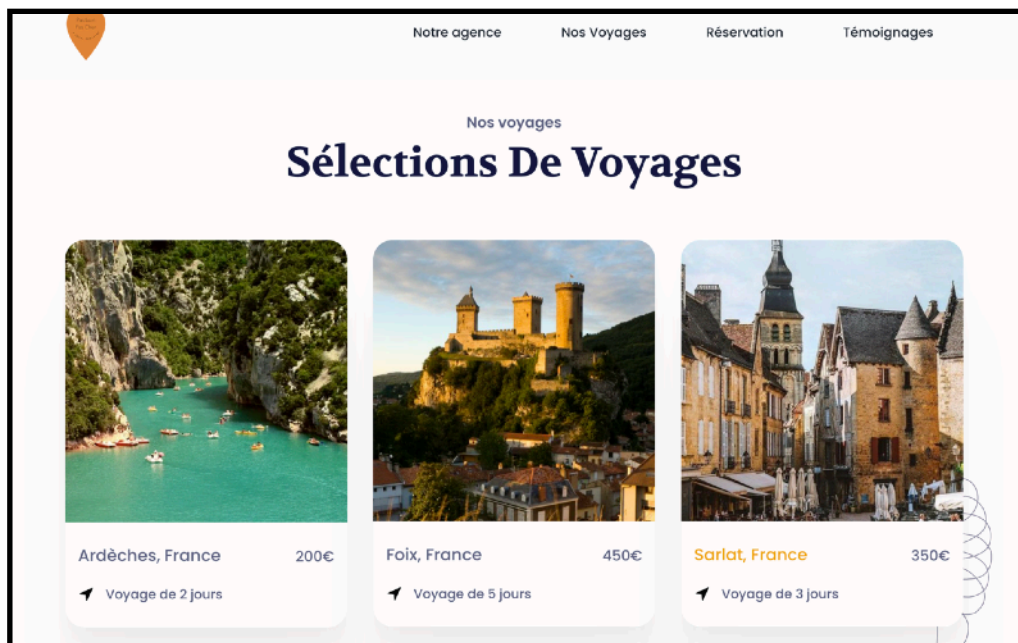 Notre agence
Nos Voyages
Réservation
Témoignages
Nos voyages
Sélections De Voyages
Ardèches, France
200€
Voyage de 2 jours
Foix, France
450€
Voyage de 5 jours
Sarlat, France
350€
Voyage de 3 jours